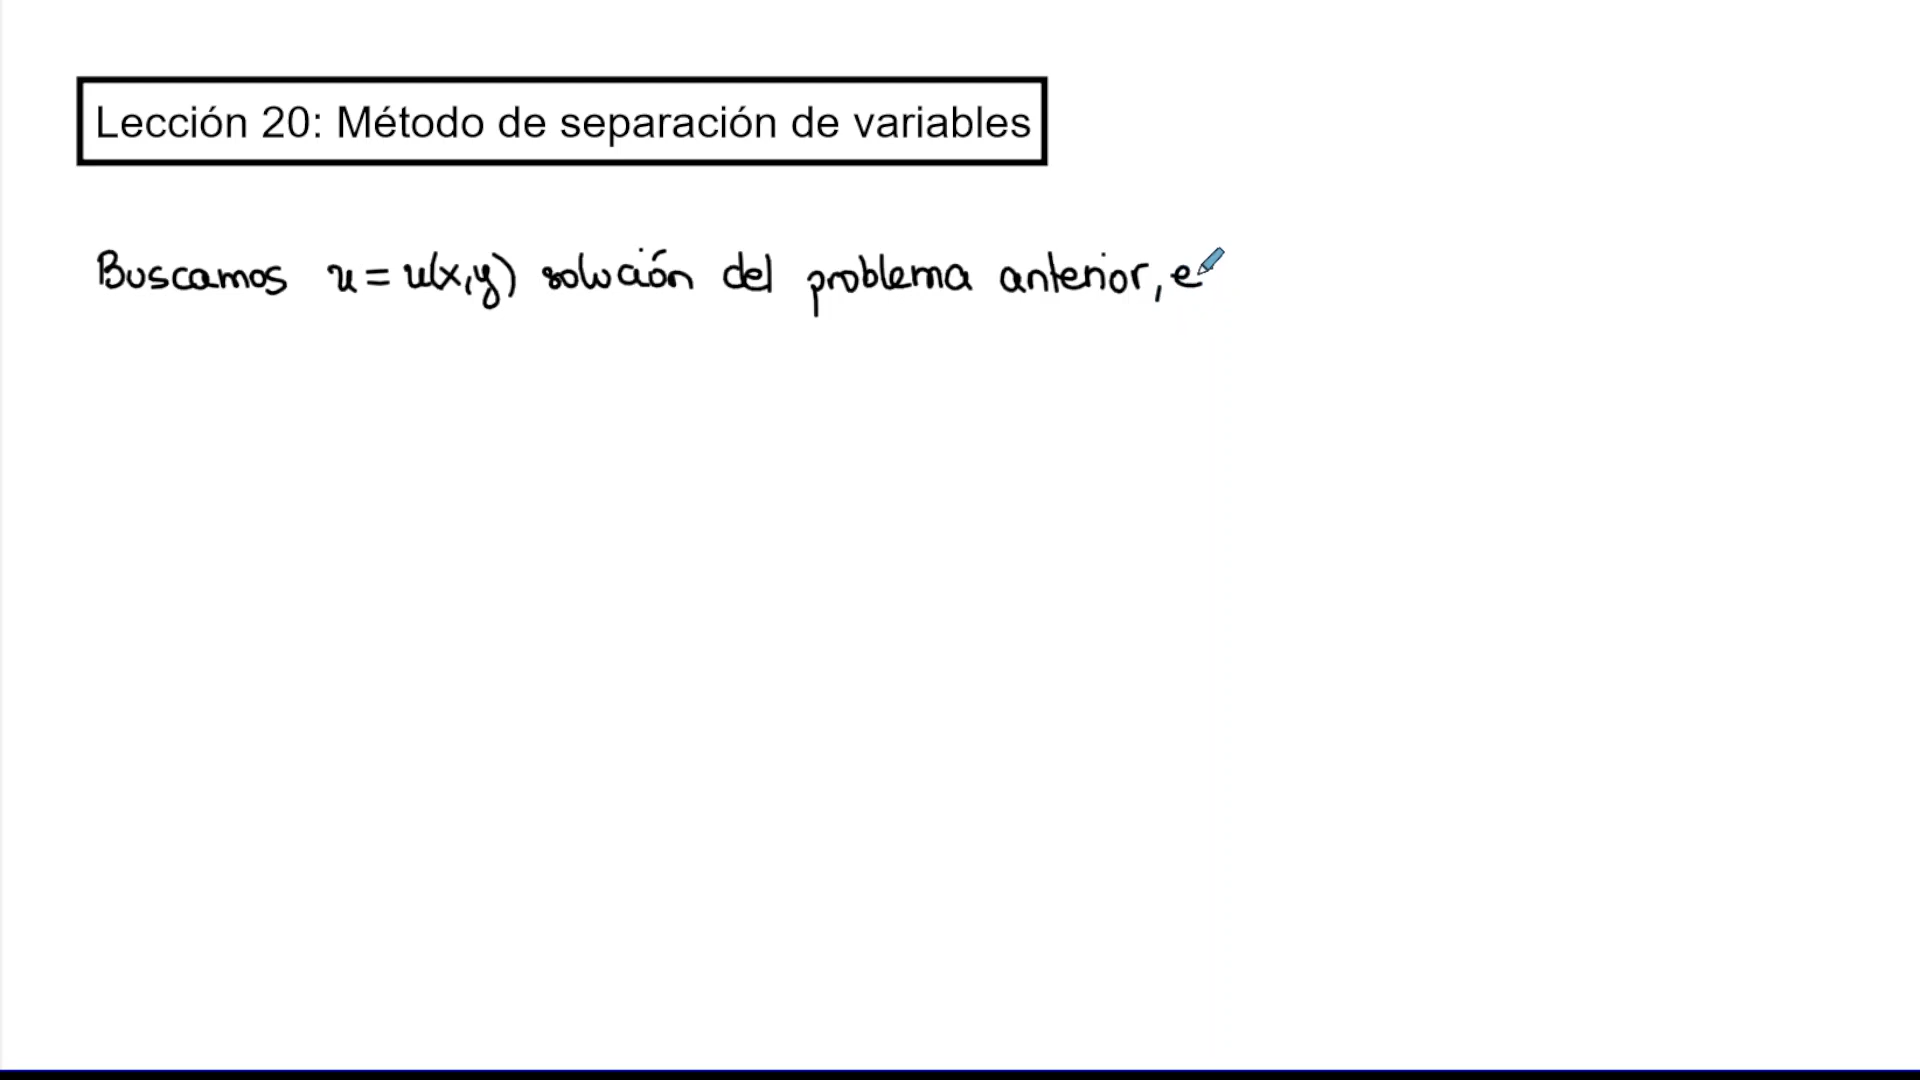 Lección 20: Método de separación de variables
Buscamos u = u(x,y) solución del problema anterior, e